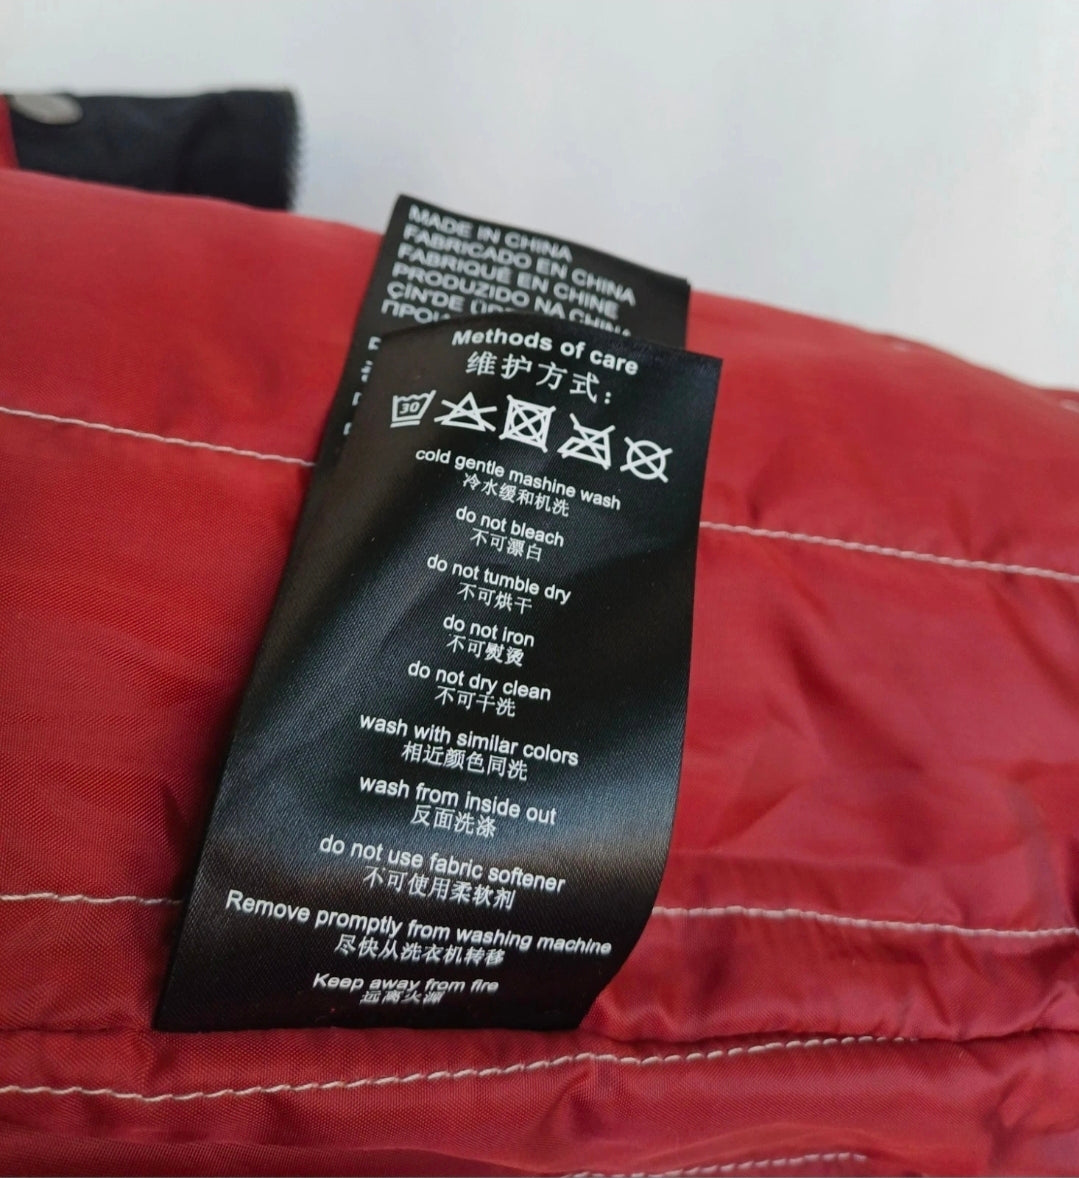 MADE IN CHINA
FABRICADO EN CHINA
FABRIQUÉ EN CHINE
PRODUZIDO NA CHINA
ÇİN'DE
Methods of care
维护方式:
30
cold gentle mashine wash
冷水缓和机洗
do not bleach
不可漂白
do not tumble dry
不可烘干
do not iron
不可熨烫
do not dry clean
不可干洗
wash with similar colors
相近颜色同洗
wash from inside out
反面洗涤
do not use fabric softener
不可使用柔软剂
Remove promptly from washing machine
尽快从洗衣机转移
Keep away from fire
远离火源